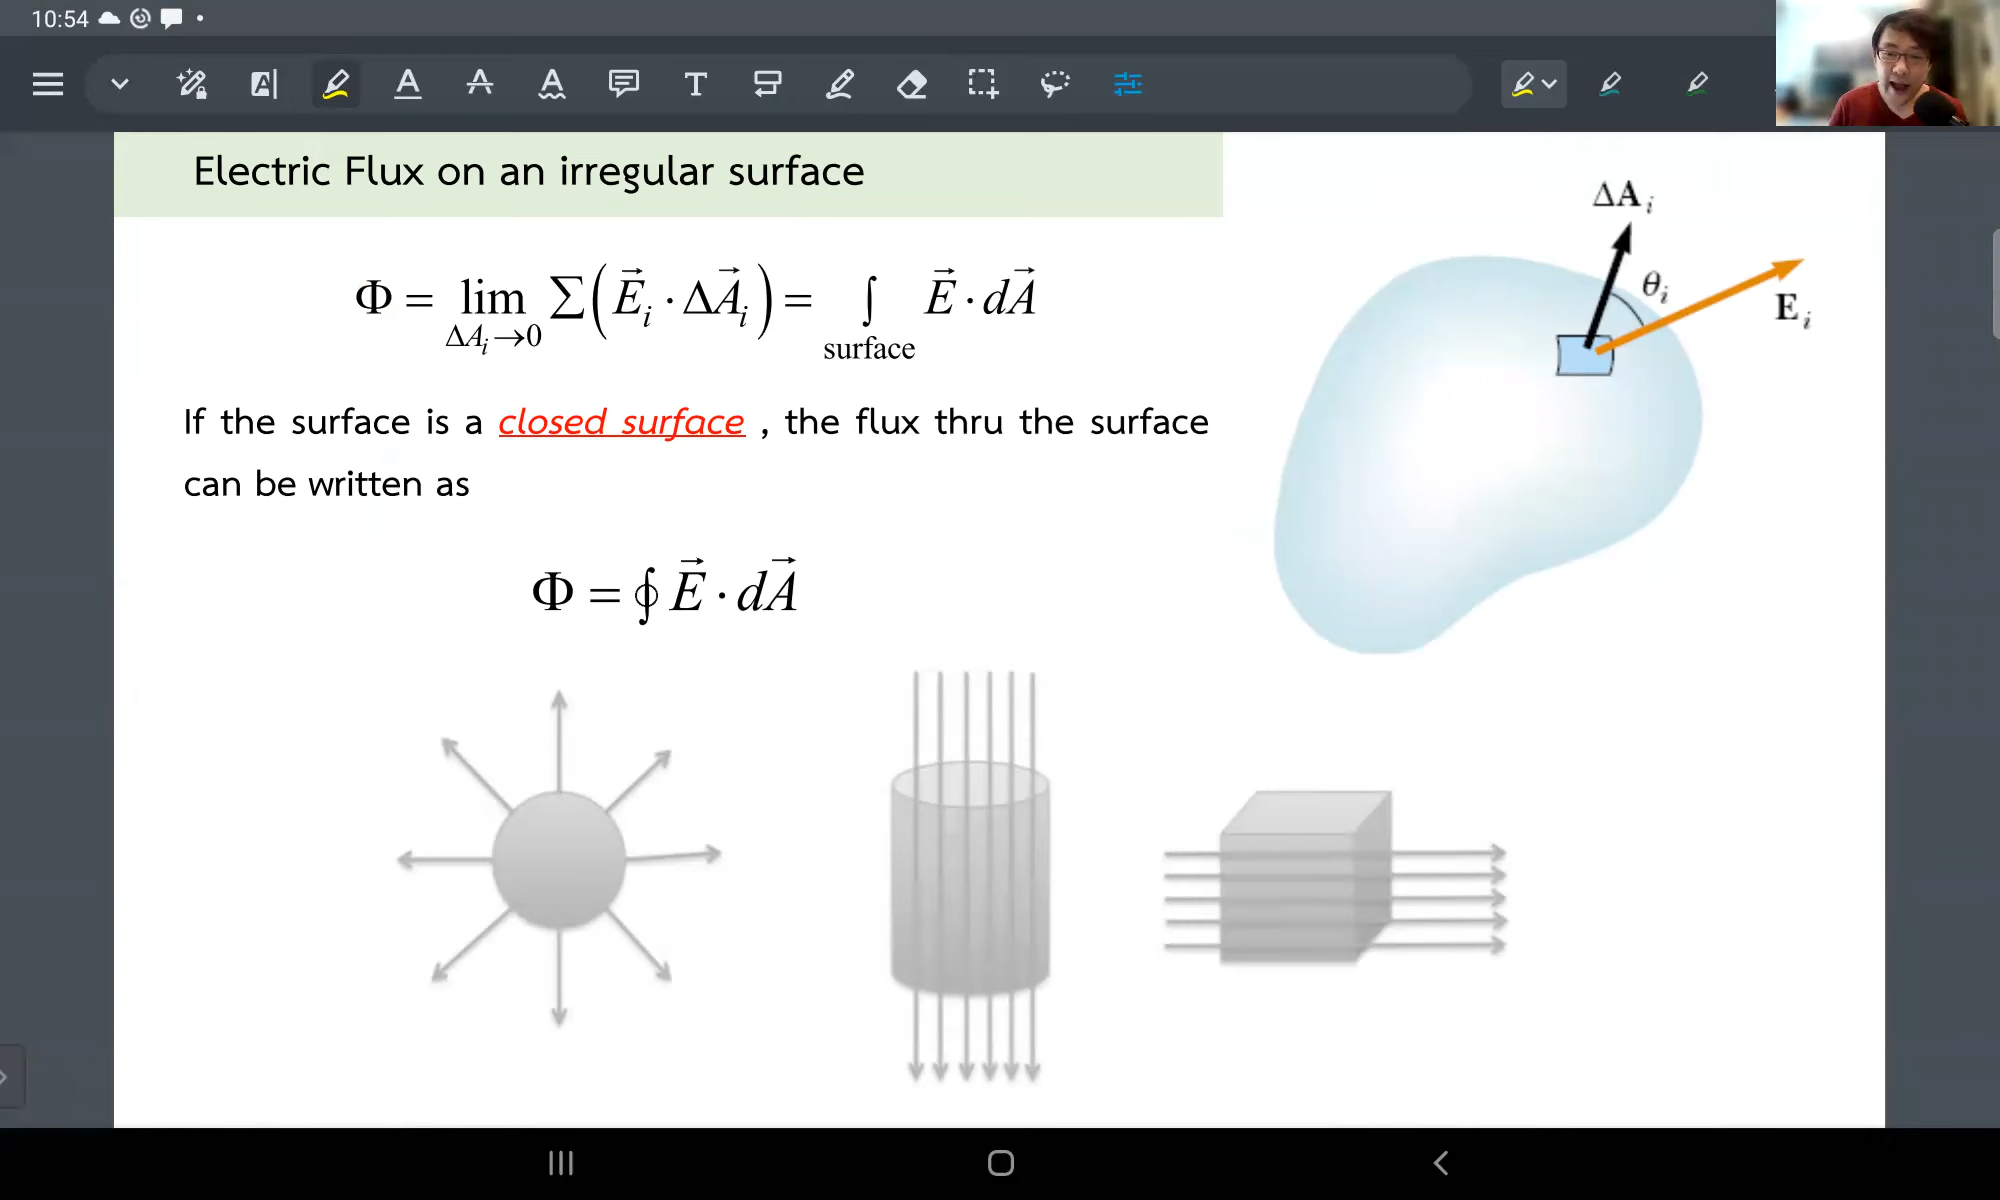 10:54
Electric Flux on an irregular surface
Φ = lim ΔAᵢ→0 Σ(E⃗ᵢ · ΔA⃗ᵢ) = ∫ surface E⃗ · dA⃗
If the surface is a closed surface , the flux thru the surface
can be written as
Φ = ∮ E⃗ · dA⃗
ΔAᵢ
θᵢ
Eᵢ